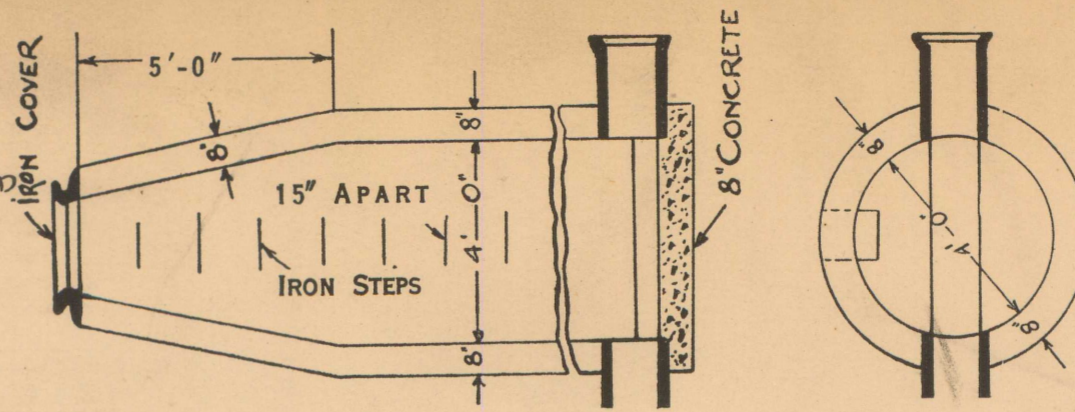 IRON COVER
5'-0"
8"
15" APART
IRON STEPS
8"
4' 0"
8"
8" CONCRETE
8"
4'-0"
8"